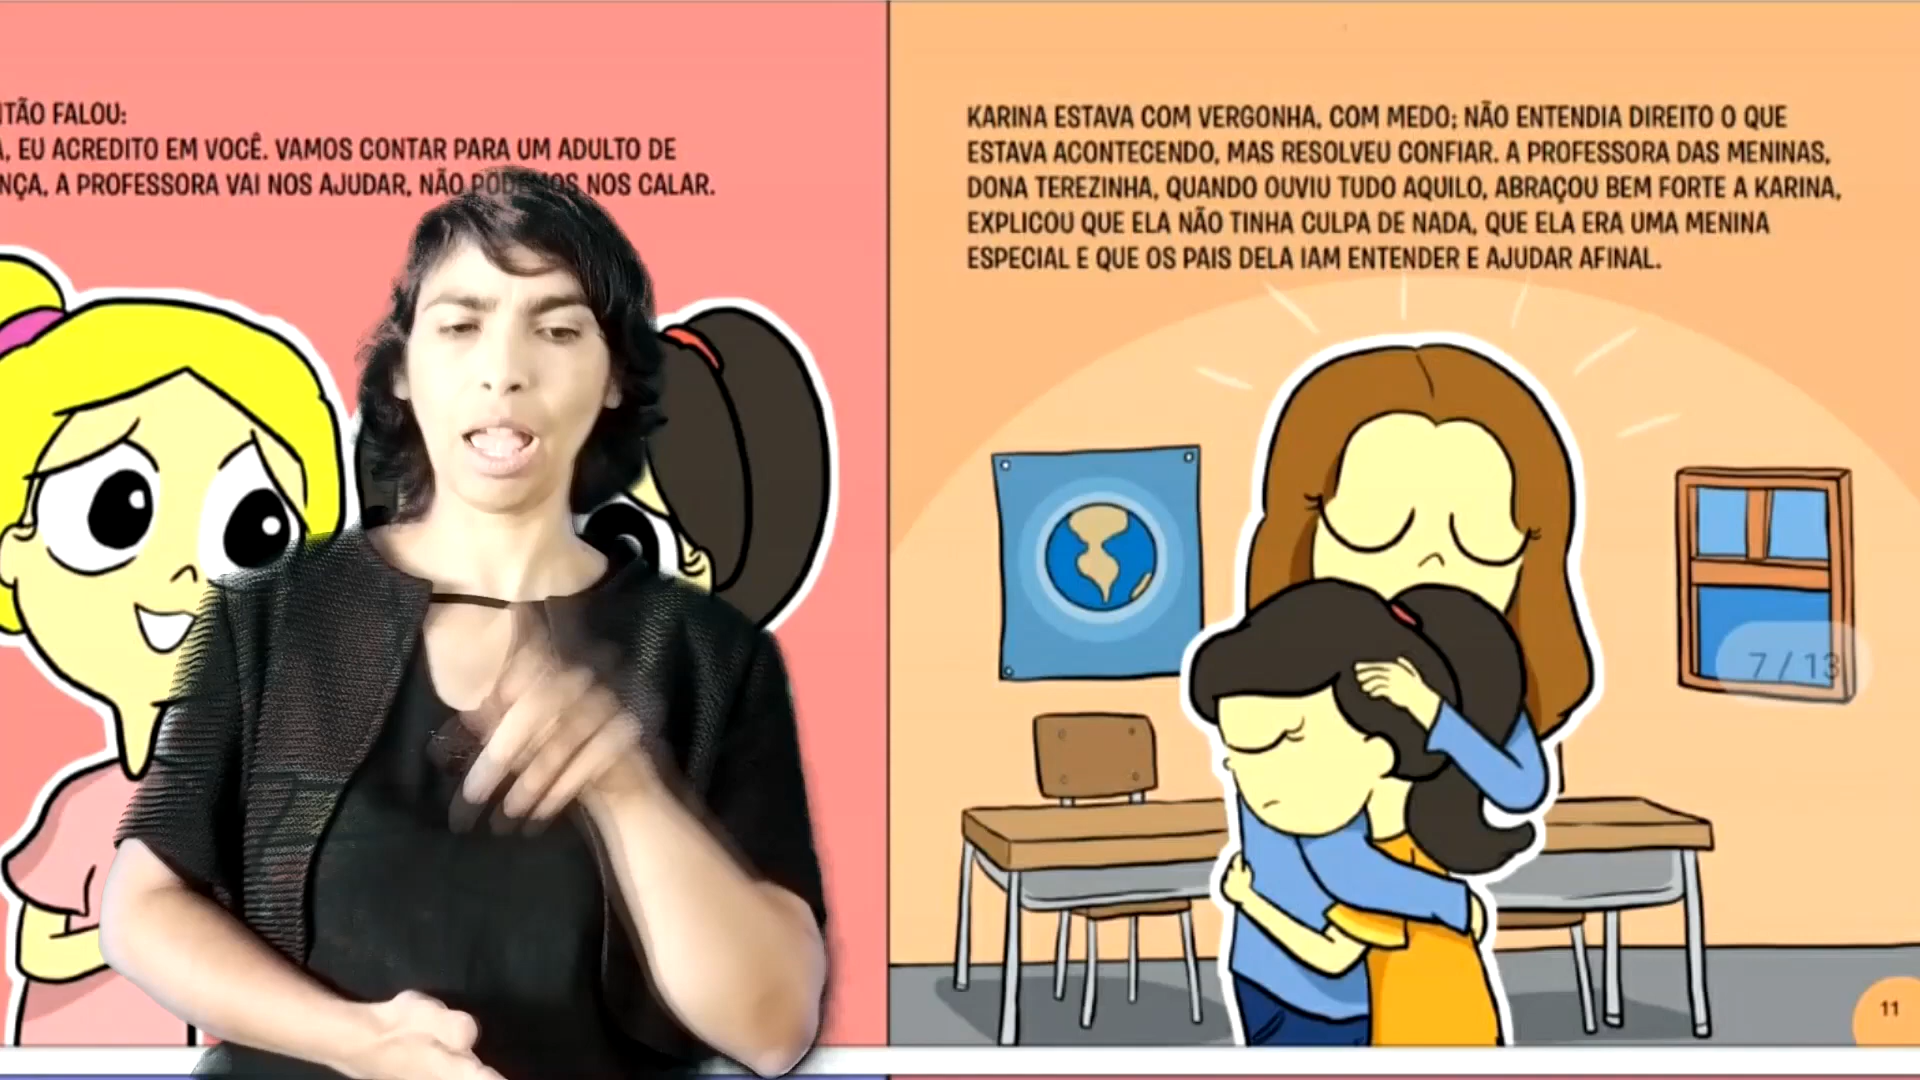 TÃO FALOU:
, EU ACREDITO EM VOCÊ. VAMOS CONTAR PARA UM ADULTO DE
NÇA, A PROFESSORA VAI NOS AJUDAR, NÃO PODEMOS NOS CALAR.
KARINA ESTAVA COM VERGONHA, COM MEDO; NÃO ENTENDIA DIREITO O QUE
ESTAVA ACONTECENDO, MAS RESOLVEU CONFIAR. A PROFESSORA DAS MENINAS,
DONA TEREZINHA, QUANDO OUVIU TUDO AQUILO, ABRAÇOU BEM FORTE A KARINA,
EXPLICOU QUE ELA NÃO TINHA CULPA DE NADA, QUE ELA ERA UMA MENINA
ESPECIAL E QUE OS PAIS DELA IAM ENTENDER E AJUDAR AFINAL.
7 / 13
11